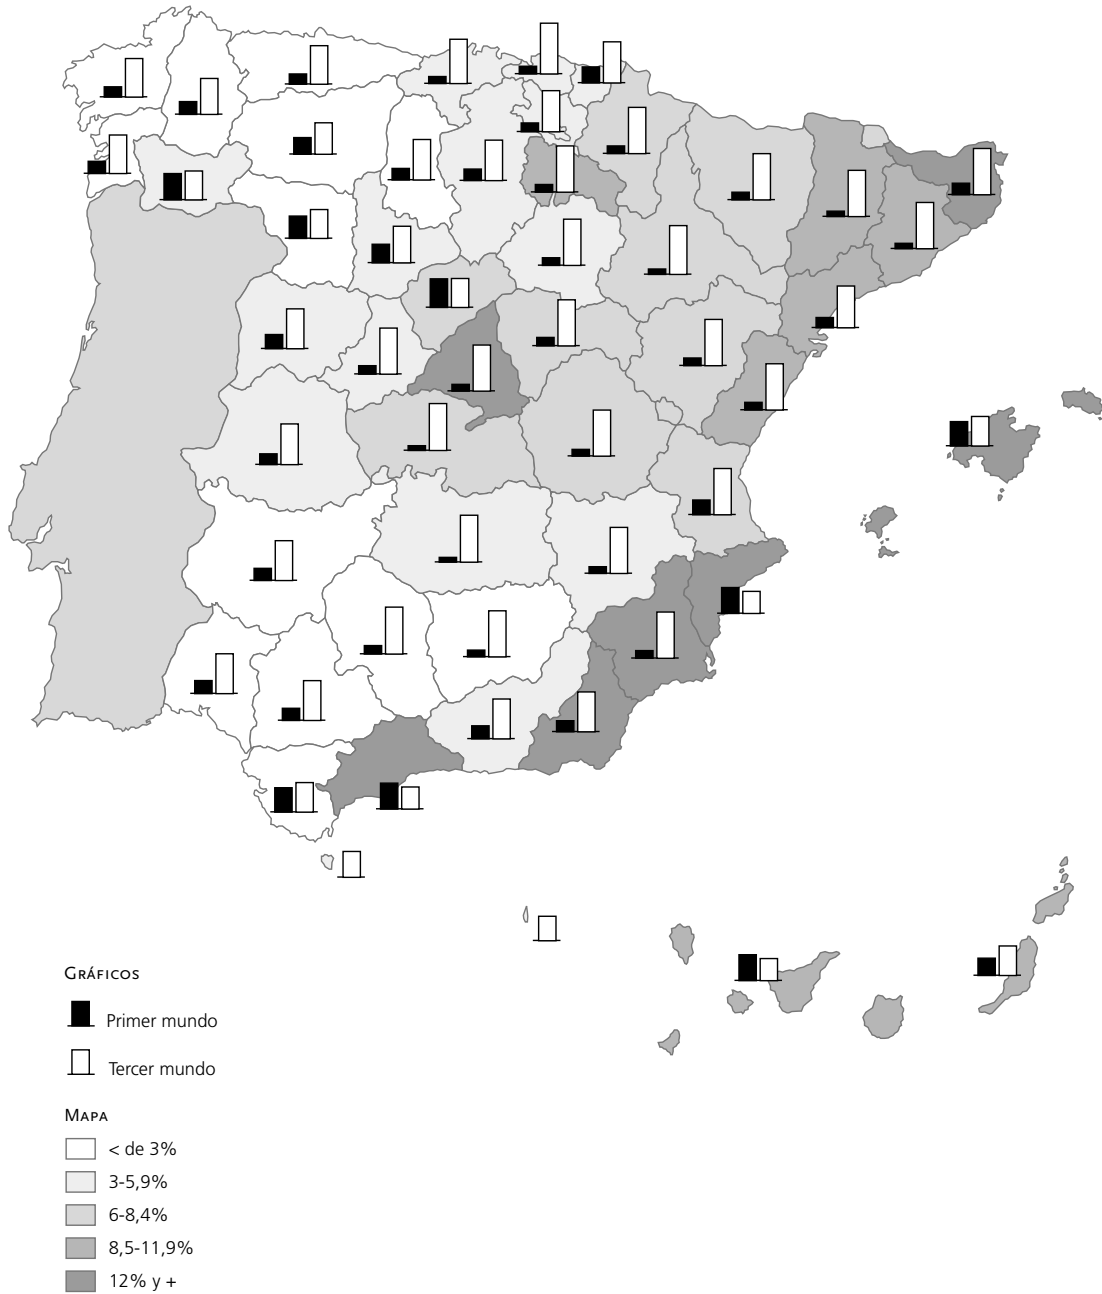 GRÁFICOS
Primer mundo
Tercer mundo
MAPA
< de 3%
3-5,9%
6-8,4%
8,5-11,9%
12% y +